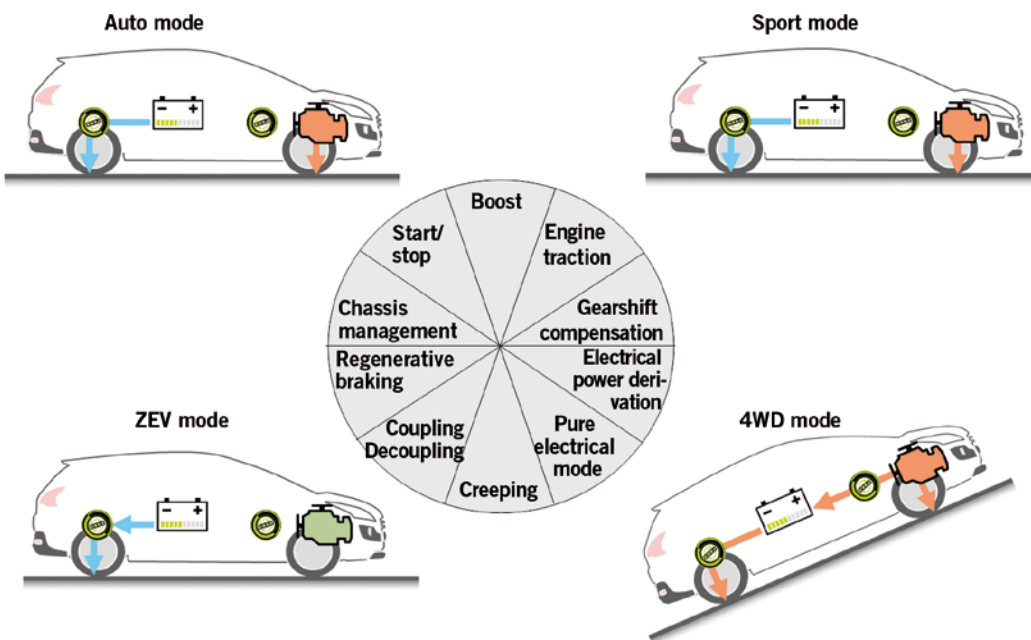 Auto mode
Sport mode
Boost
Start/
stop
Engine
traction
Chassis
management
Gearshift
compensation
Regenerative
braking
Electrical
power deri-
vation
Coupling
Decoupling
Pure
electrical
mode
Creeping
ZEV mode
4WD mode